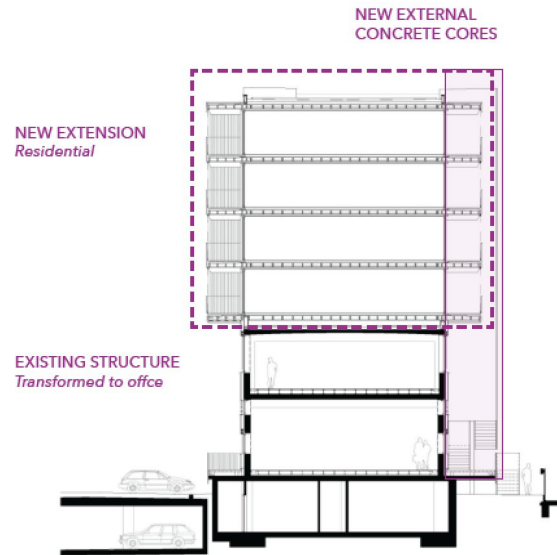 NEW EXTERNAL
CONCRETE CORES
NEW EXTENSION
Residential
EXISTING STRUCTURE
Transformed to offce